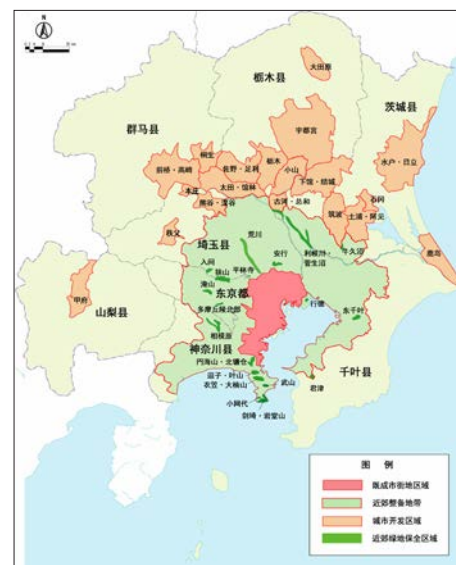 N
栃木县
大田原
茨城县
群马县
宇都宫
桐生
栃木
水户·日立
前桥·高崎
佐野·足利
小山
太田·馆林
下馆·结城
石冈
本庄
熊谷·深谷
古河·总和
筑波
土浦·阿见
秩父
荒川
牛久沼
埼玉县
利根川·
菅生沼
鹿岛
入间
安行
狭山
平林寺
甲府
滝山
东京都
行德
东千叶
山梨县
多摩丘陵北部
相模原
神奈川县
千叶县
円海山·北镰仓
逗子·叶山
武山
君津
衣笠·大楠山
小网代
剑崎·岩堂山
图 例
既成市街地区域
近郊整备地带
城市开发区域
近郊绿地保全区域